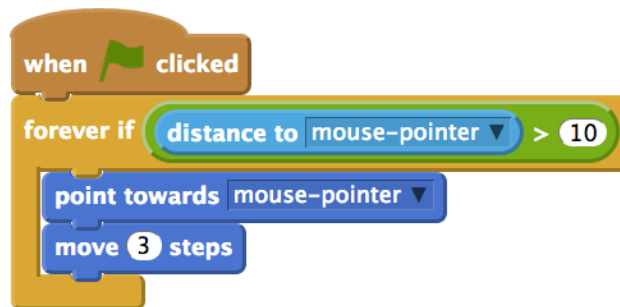 when clicked
forever if distance to mouse-pointer > 10
point towards mouse-pointer
move 3 steps